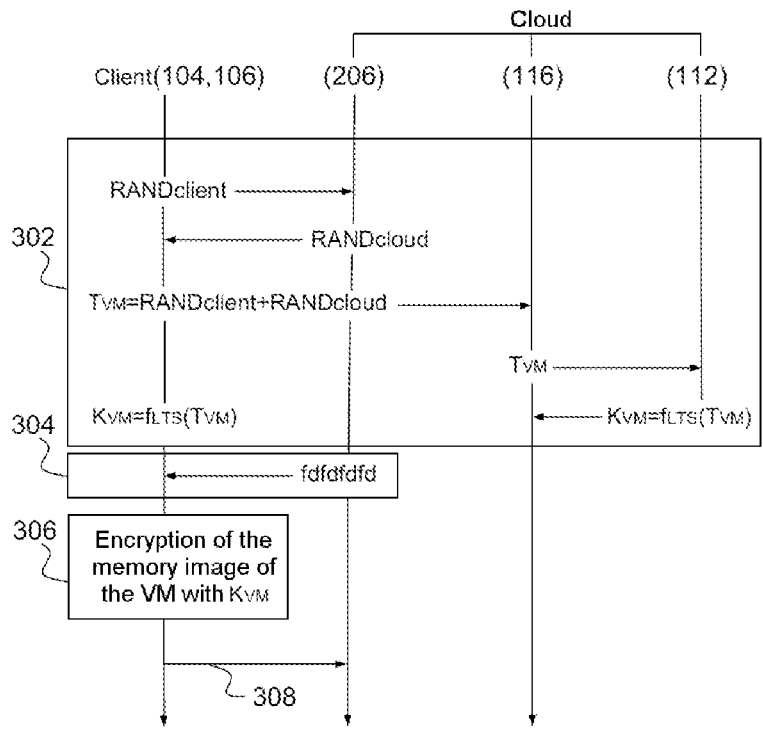 Cloud
Client(104,106) (206) (116) (112)
RANDclient
302
RANDcloud
TVM=RANDclient+RANDcloud
TVM
KVM=fLTS(TVM)
KVM=fLTS(TVM)
304
fdfdfdfd
306
Encryption of the
memory image of
the VM with KVM
308